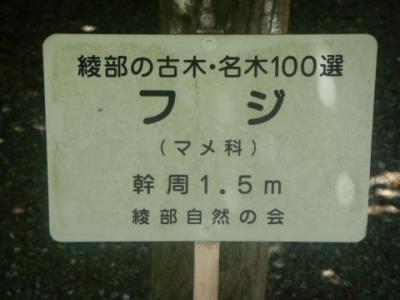 綾部の古木・名木100選
フジ
(マメ科)
幹周1.5m
綾部自然の会